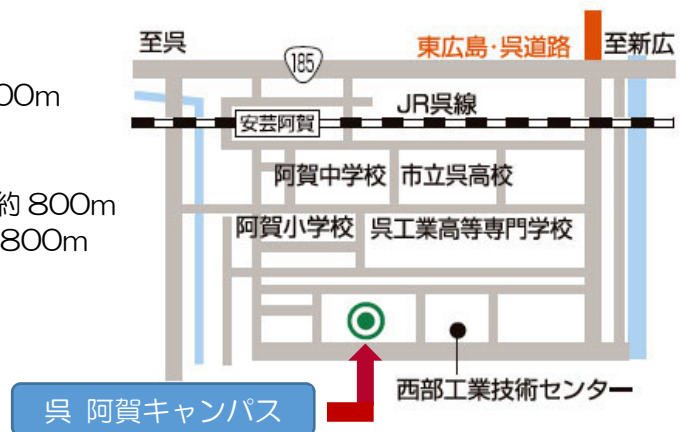 至呉
185
東広島・呉道路
至新広
00m
JR呉線
安芸阿賀
阿賀中学校
市立呉高校
約 800m
阿賀小学校
呉工業高等専門学校
800m
西部工業技術センター
呉 阿賀キャンパス